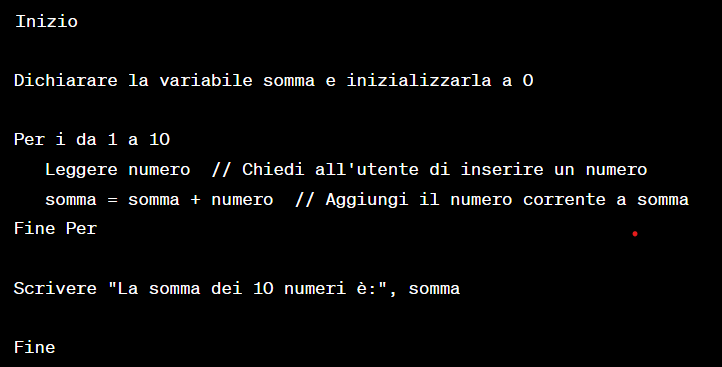 Inizio
Dichiarare la variabile somma e inizializzarla a 0
Per i da 1 a 10
Leggere numero // Chiedi all'utente di inserire un numero
somma = somma + numero // Aggiungi il numero corrente a somma
Fine Per
Scrivere "La somma dei 10 numeri è:", somma
Fine